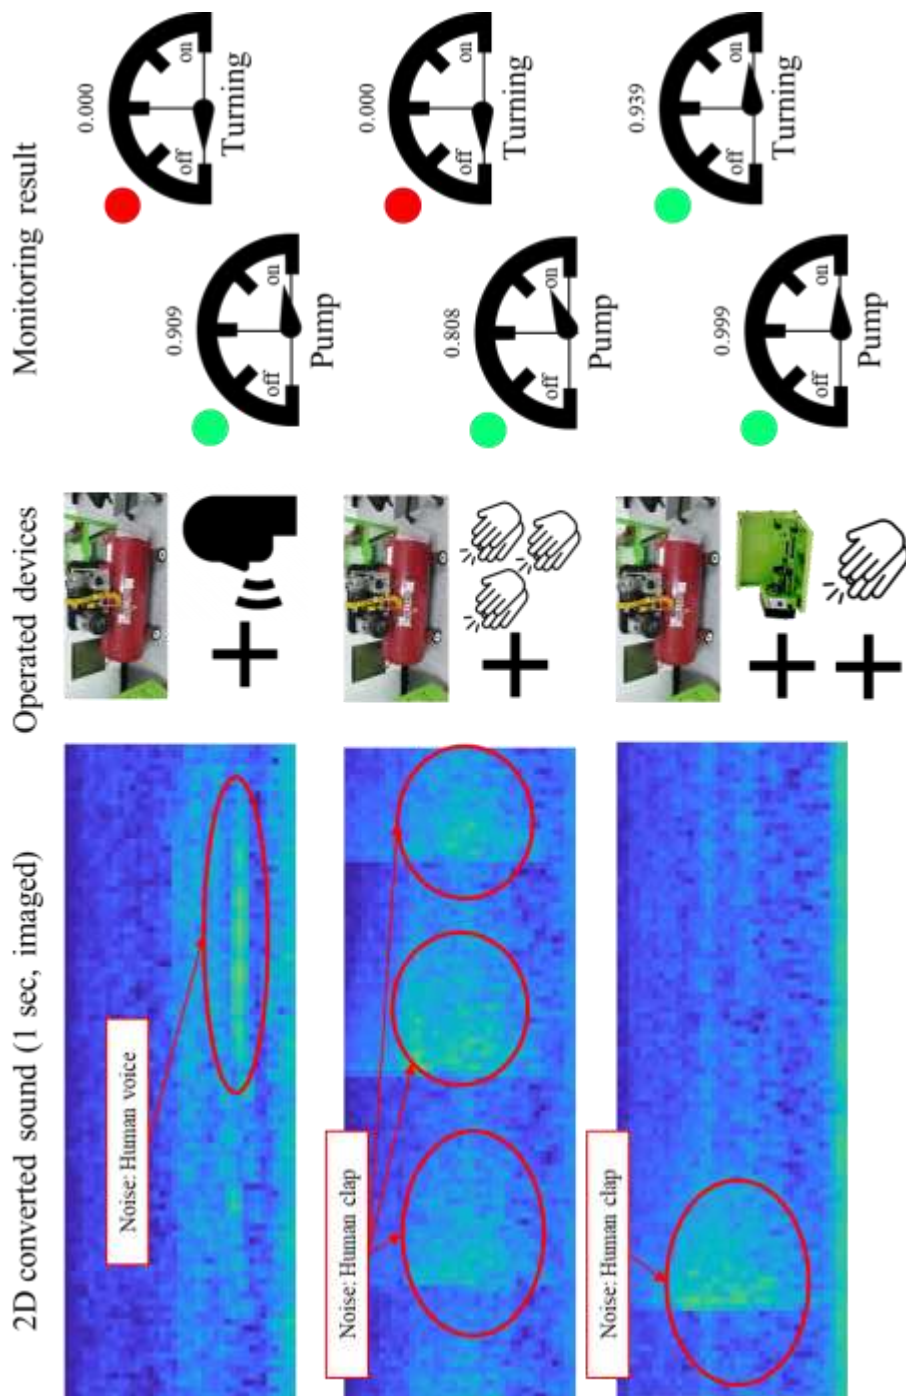 2D converted sound (1 sec, imaged)
Operated devices
Monitoring result
Noise: Human voice
0.909
off
on
Pump
0.000
off
on
Turning
Noise: Human clap
0.808
off
on
Pump
0.000
off
on
Turning
Noise: Human clap
0.999
off
on
Pump
0.939
off
on
Turning